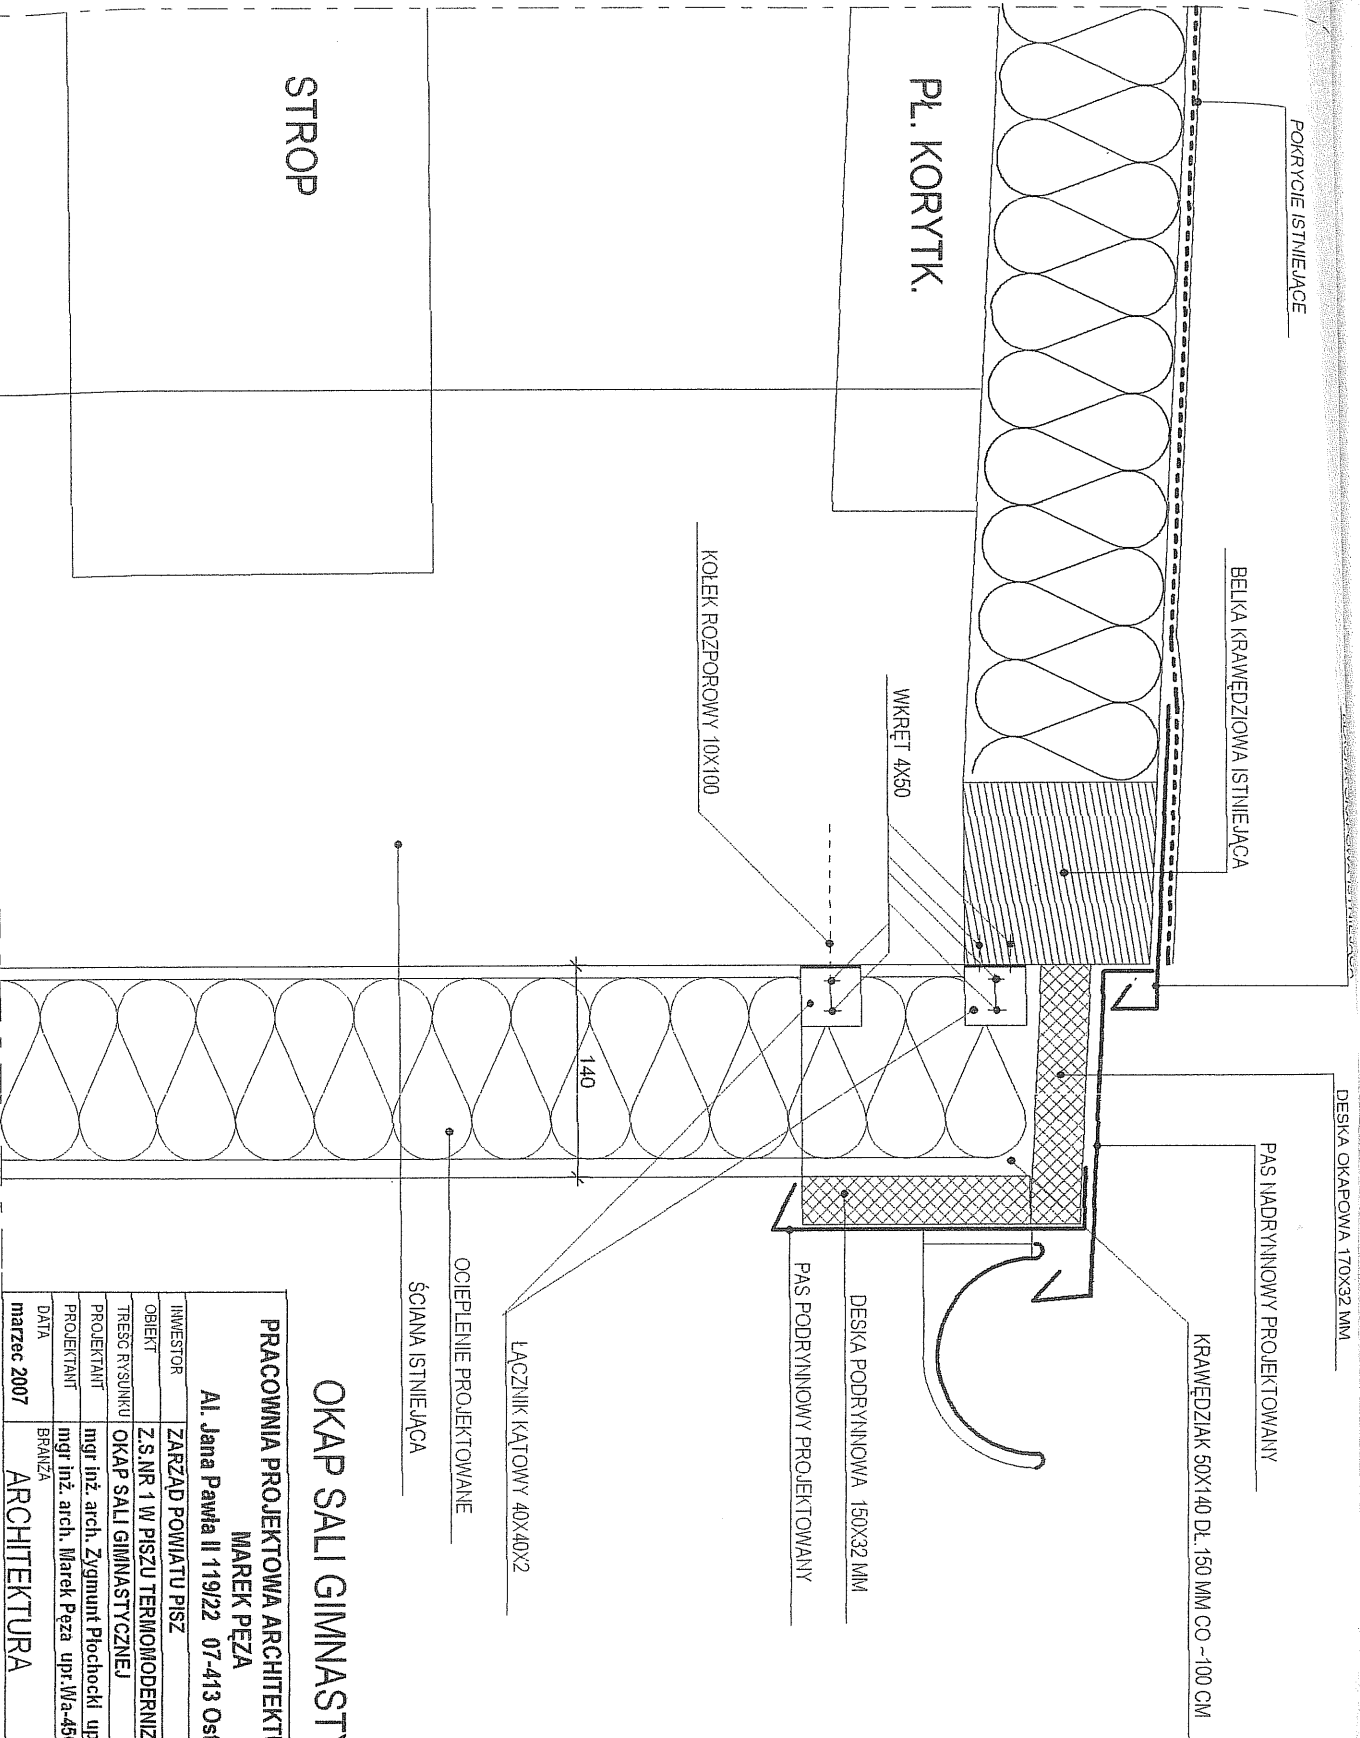 POKRYCIE ISTNIEJĄCE
BELKA KRAWĘDZIOWA ISTNIEJĄCA
DESKA OKAPOWA 170X32 MM
PAS NADRYNNOWY PROJEKTOWANY
KRAWĘDZIAK 50X140 DŁ.150 MM CO ~100 CM
PŁ. KORYTK.
WKRĘT 4X50
KOŁEK ROZPOROWY 10X100
STROP
140
DESKA PODRYNNOWA 150X32 MM
PAS PODRYNNOWY PROJEKTOWANY
ŁĄCZNIK KĄTOWY 40X40X2
OCIEPLENIE PROJEKTOWANE
ŚCIANA ISTNIEJĄCA
OKAP SALI GIMNASTY
PRACOWNIA PROJEKTOWA ARCHITEKTU
MAREK PĘZA
Al. Jana Pawła II 119/22 07-413 Ost
INWESTOR ZARZĄD POWIATU PISZ
OBIEKT Z.S.NR 1 W PISZU TERMOMODERNIZ
TREŚĆ RYSUNKU OKAP SALI GIMNASTYCZNEJ
PROJEKTANT mgr inż. arch. Zygmunt Płochocki up
PROJEKTANT mgr inż. arch. Marek Pęza upr.Wa-45
DATA BRANŻA
marzec 2007 ARCHITEKTURA